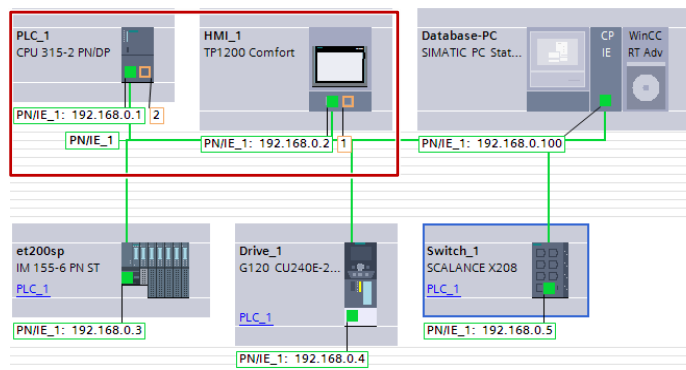 PLC_1
CPU 315-2 PN/DP
HMI_1
TP1200 Comfort
Database-PC
SIMATIC PC Stat...
CP
IE
WinCC
RT Adv
PN/IE_1: 192.168.0.1
2
PN/IE_1
PN/IE_1: 192.168.0.2
1
PN/IE_1: 192.168.0.100
et200sp
IM 155-6 PN ST
PLC_1
Drive_1
G120 CU240E-2...
PLC_1
Switch_1
SCALANCE X208
PLC_1
PN/IE_1: 192.168.0.3
PN/IE_1: 192.168.0.4
PN/IE_1: 192.168.0.5